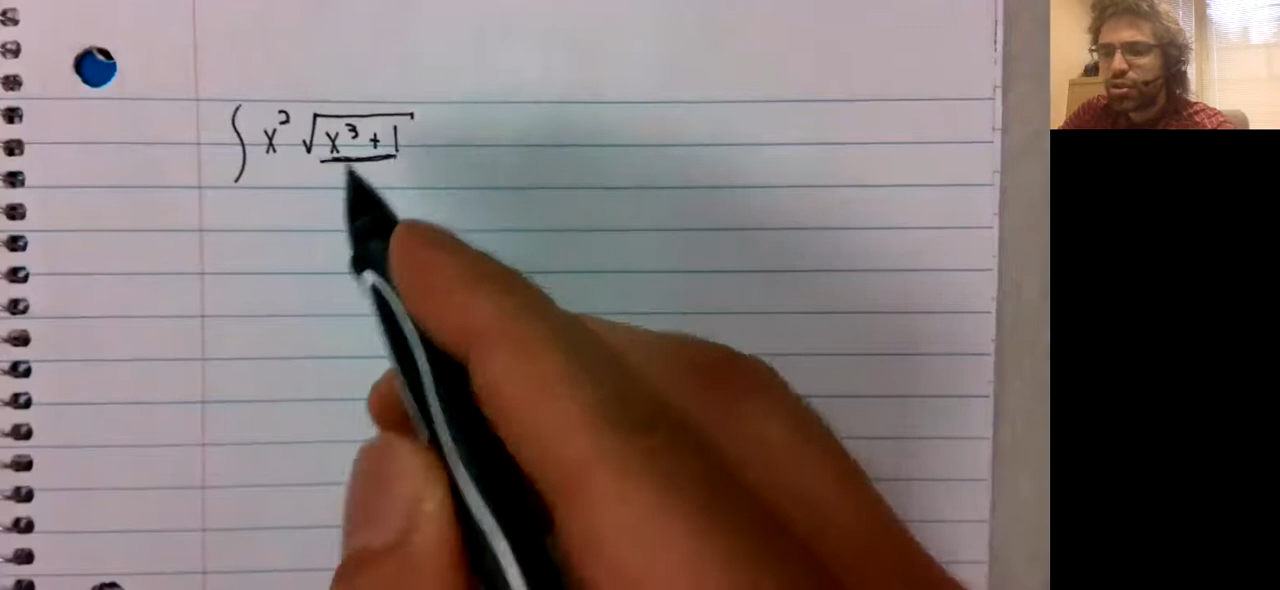 ∫ x² √(x³ + 1)